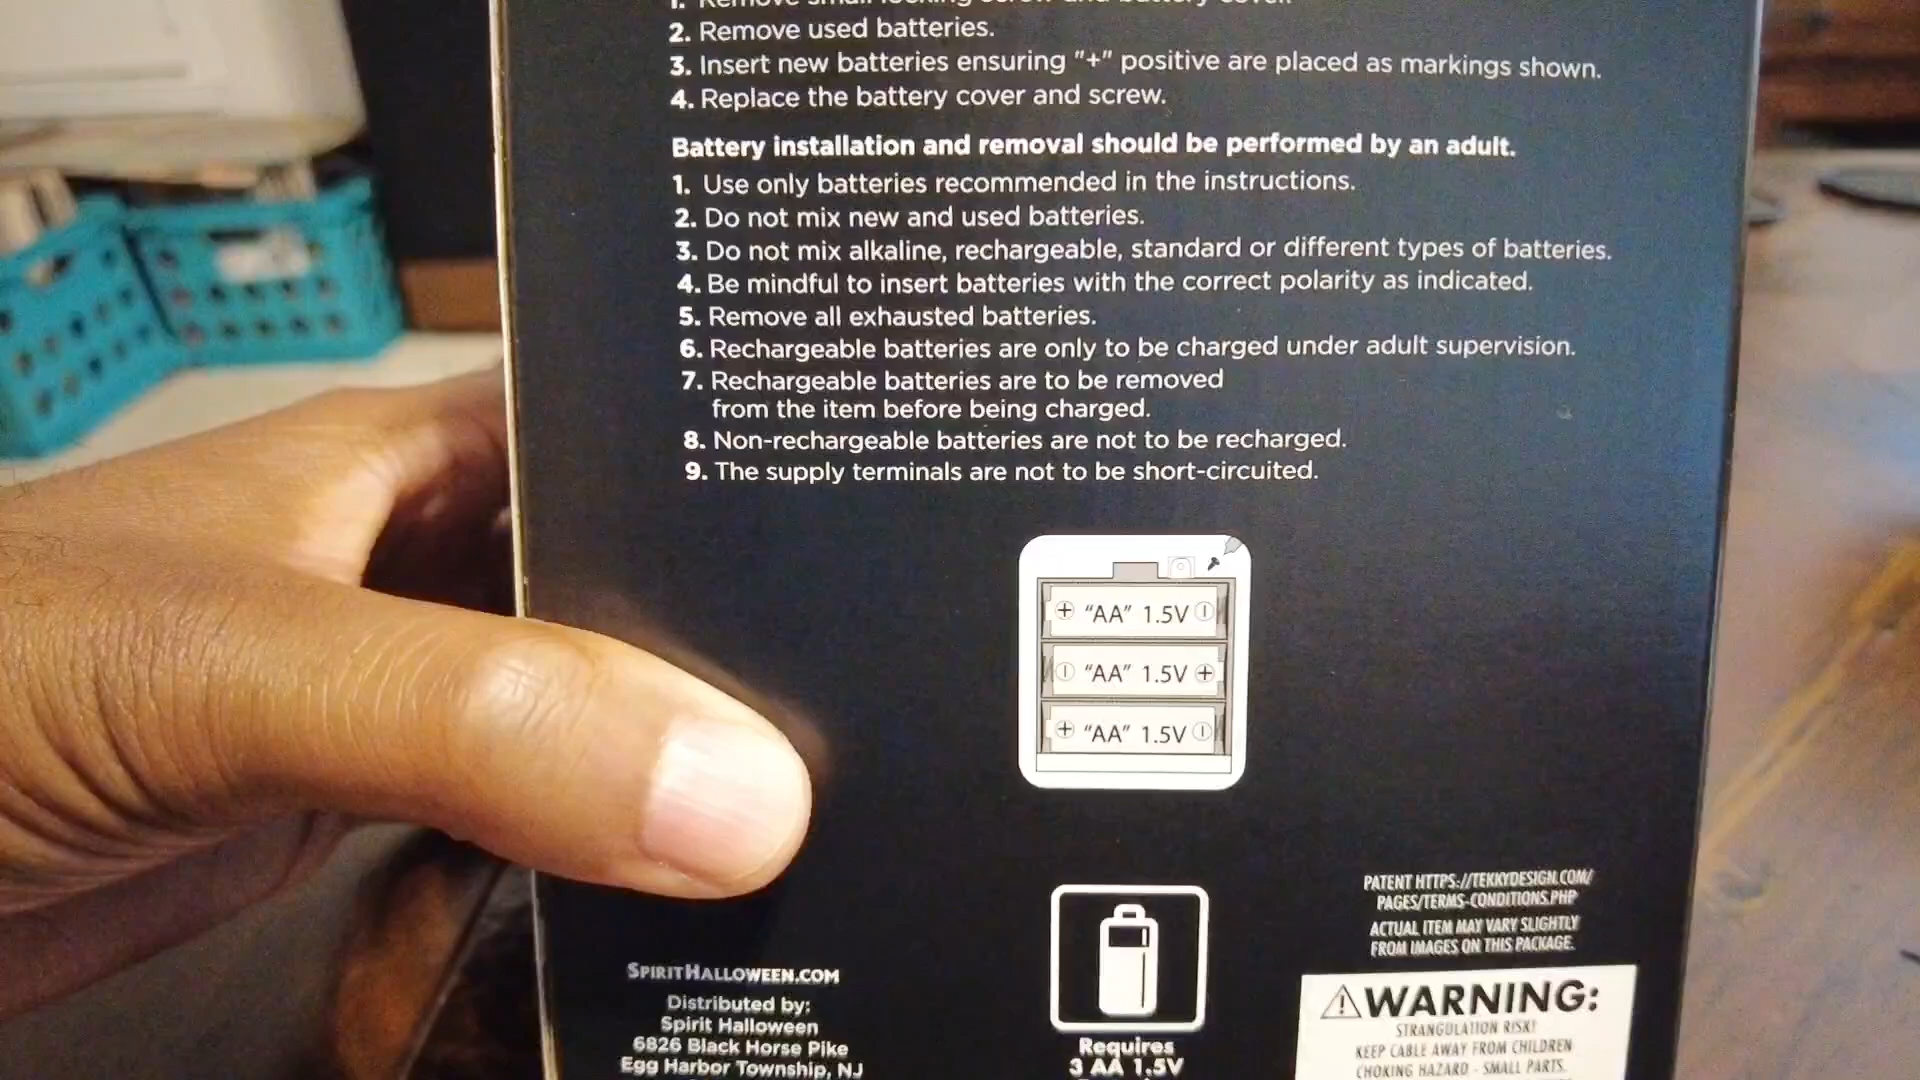 1. Remove small locking screw and battery cover.
2. Remove used batteries.
3. Insert new batteries ensuring "+" positive are placed as markings shown.
4. Replace the battery cover and screw.
Battery installation and removal should be performed by an adult.
1. Use only batteries recommended in the instructions.
2. Do not mix new and used batteries.
3. Do not mix alkaline, rechargeable, standard or different types of batteries.
4. Be mindful to insert batteries with the correct polarity as indicated.
5. Remove all exhausted batteries.
6. Rechargeable batteries are only to be charged under adult supervision.
7. Rechargeable batteries are to be removed
from the item before being charged.
8. Non-rechargeable batteries are not to be recharged.
9. The supply terminals are not to be short-circuited.
+ "AA" 1.5V -
- "AA" 1.5V +
+ "AA" 1.5V -
SPIRITHALLOWEEN.COM
Distributed by:
Spirit Halloween
6826 Black Horse Pike
Egg Harbor Township, NJ
Requires
3 AA 1.5V
PATENT HTTPS://TEKKYDESIGN.COM/
PAGES/TERMS-CONDITIONS.PHP
ACTUAL ITEM MAY VARY SLIGHTLY
FROM IMAGES ON THIS PACKAGE.
WARNING:
STRANGULATION RISK!
KEEP CABLE AWAY FROM CHILDREN
CHOKING HAZARD - SMALL PARTS.